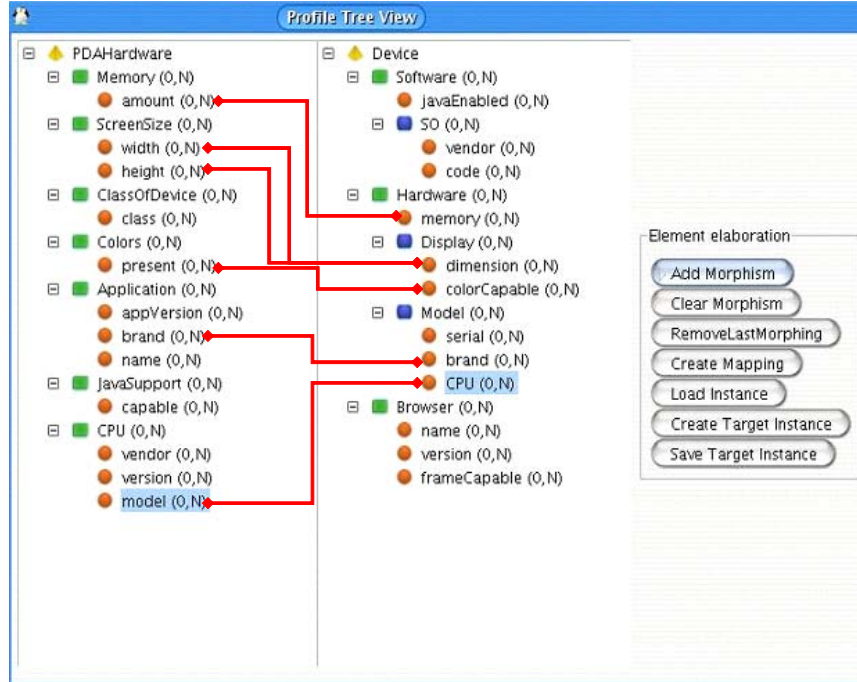 Profile Tree View
PDAHardware
Memory (0,N)
amount (0,N)
ScreenSize (0,N)
width (0,N)
height (0,N)
ClassOfDevice (0,N)
class (0,N)
Colors (0,N)
present (0,N)
Application (0,N)
appVersion (0,N)
brand (0,N)
name (0,N)
JavaSupport (0,N)
capable (0,N)
CPU (0,N)
vendor (0,N)
version (0,N)
model (0,N)
Device
Software (0,N)
javaEnabled (0,N)
SO (0,N)
vendor (0,N)
code (0,N)
Hardware (0,N)
memory (0,N)
Display (0,N)
dimension (0,N)
colorCapable (0,N)
Model (0,N)
serial (0,N)
brand (0,N)
CPU (0,N)
Browser (0,N)
name (0,N)
version (0,N)
frameCapable (0,N)
Element elaboration
Add Morphism
Clear Morphism
RemoveLastMorphing
Create Mapping
Load Instance
Create Target Instance
Save Target Instance